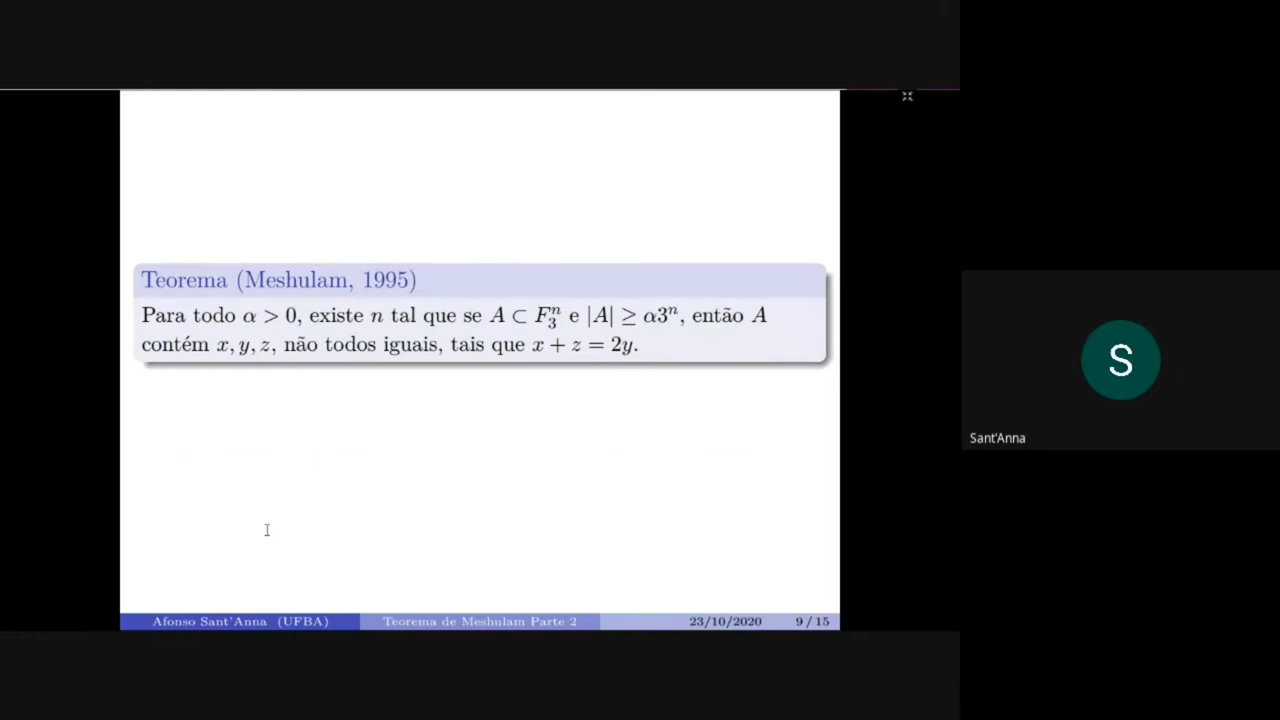 Teorema (Meshulam, 1995)
Para todo α > 0, existe n tal que se A ⊂ F₃ⁿ e |A| ≥ α3ⁿ, então A
contém x, y, z, não todos iguais, tais que x + z = 2y.
S
Sant'Anna
Afonso Sant'Anna (UFBA) Teorema de Meshulam Parte 2 23/10/2020 9 / 15